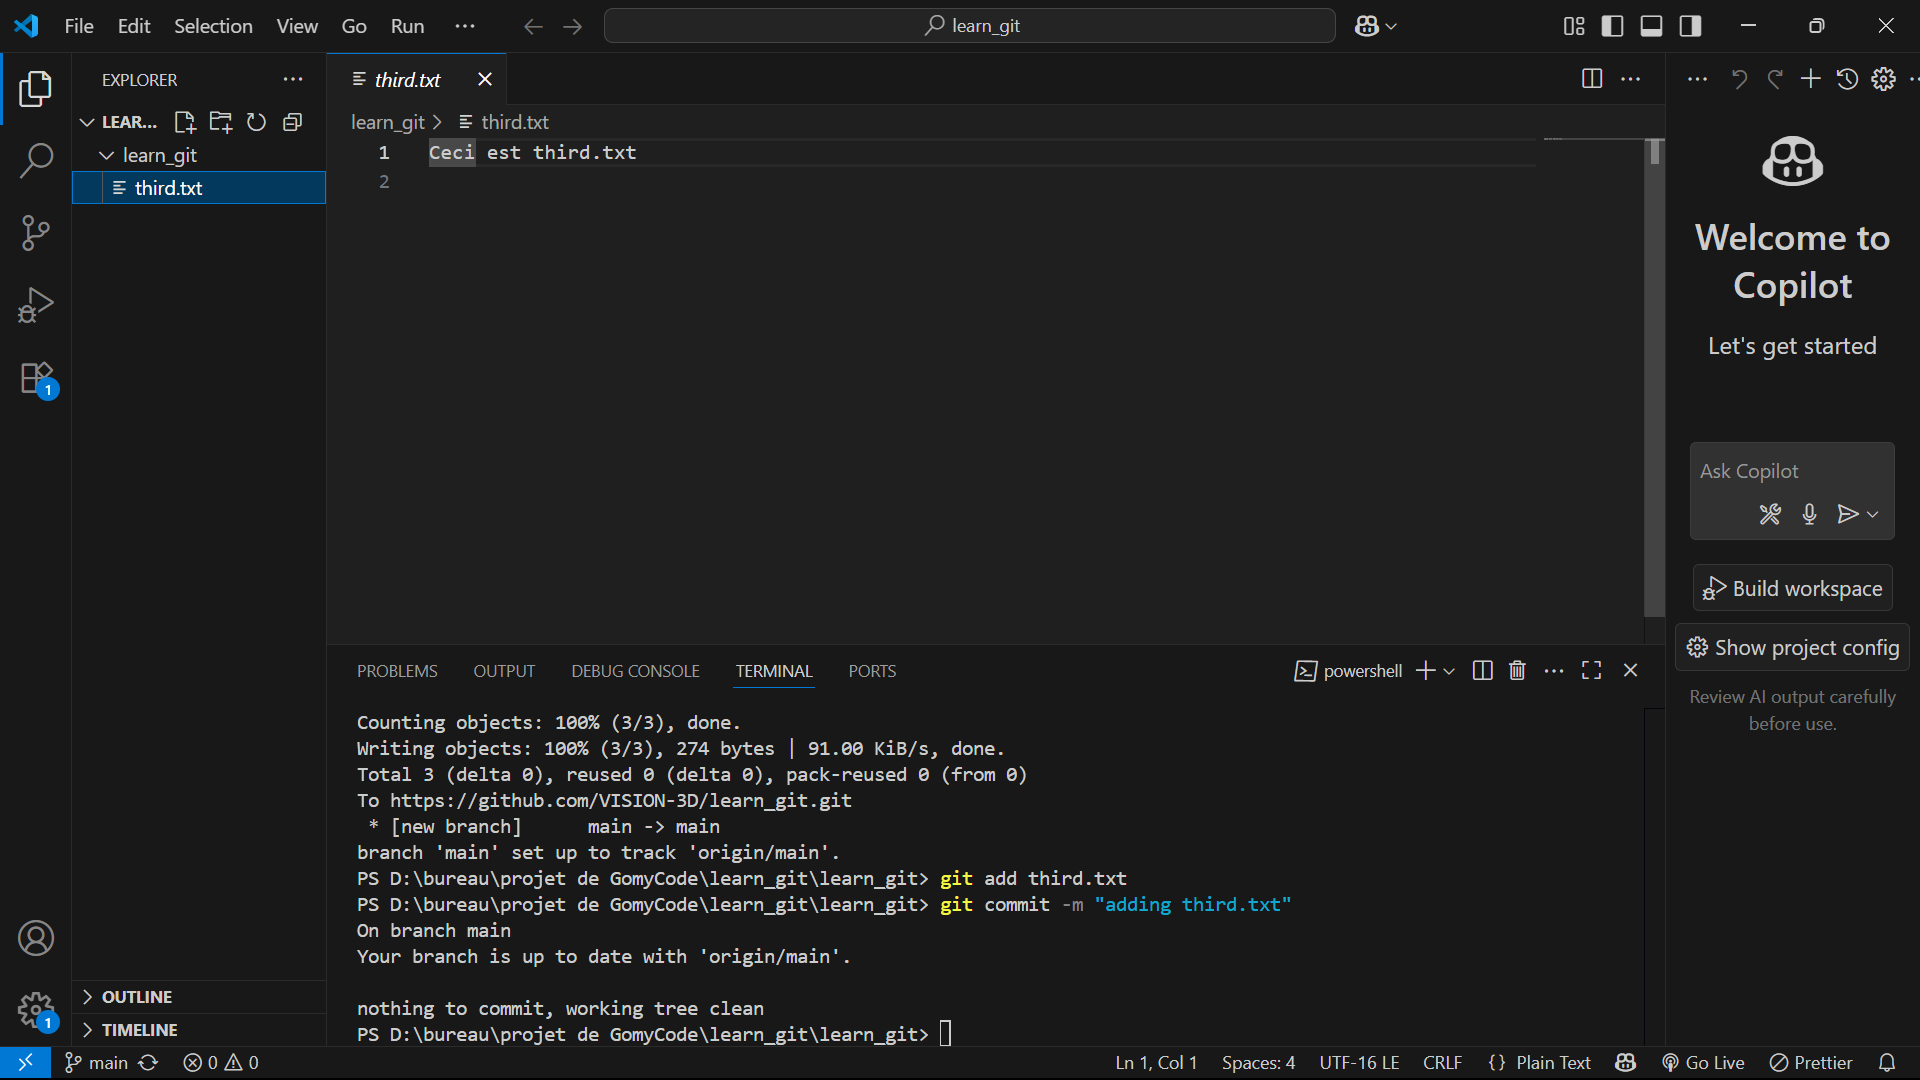 File Edit Selection View Go Run
learn_git
EXPLORER
LEAR...
learn_git
third.txt
1
third.txt
learn_git > third.txt
1 Ceci est third.txt
2
PROBLEMS OUTPUT DEBUG CONSOLE TERMINAL PORTS
powershell
Counting objects: 100% (3/3), done.
Writing objects: 100% (3/3), 274 bytes | 91.00 KiB/s, done.
Total 3 (delta 0), reused 0 (delta 0), pack-reused 0 (from 0)
To https://github.com/VISION-3D/learn_git.git
* [new branch] main -> main
branch 'main' set up to track 'origin/main'.
PS D:\bureau\projet de GomyCode\learn_git\learn_git> git add third.txt
PS D:\bureau\projet de GomyCode\learn_git\learn_git> git commit -m "adding third.txt"
On branch main
Your branch is up to date with 'origin/main'.
nothing to commit, working tree clean
PS D:\bureau\projet de GomyCode\learn_git\learn_git>
Welcome to
Copilot
Let's get started
Ask Copilot
Build workspace
Show project config
Review AI output carefully
before use.
OUTLINE
TIMELINE
1
main 0 0 Ln 1, Col 1 Spaces: 4 UTF-16 LE CRLF {} Plain Text Go Live Prettier